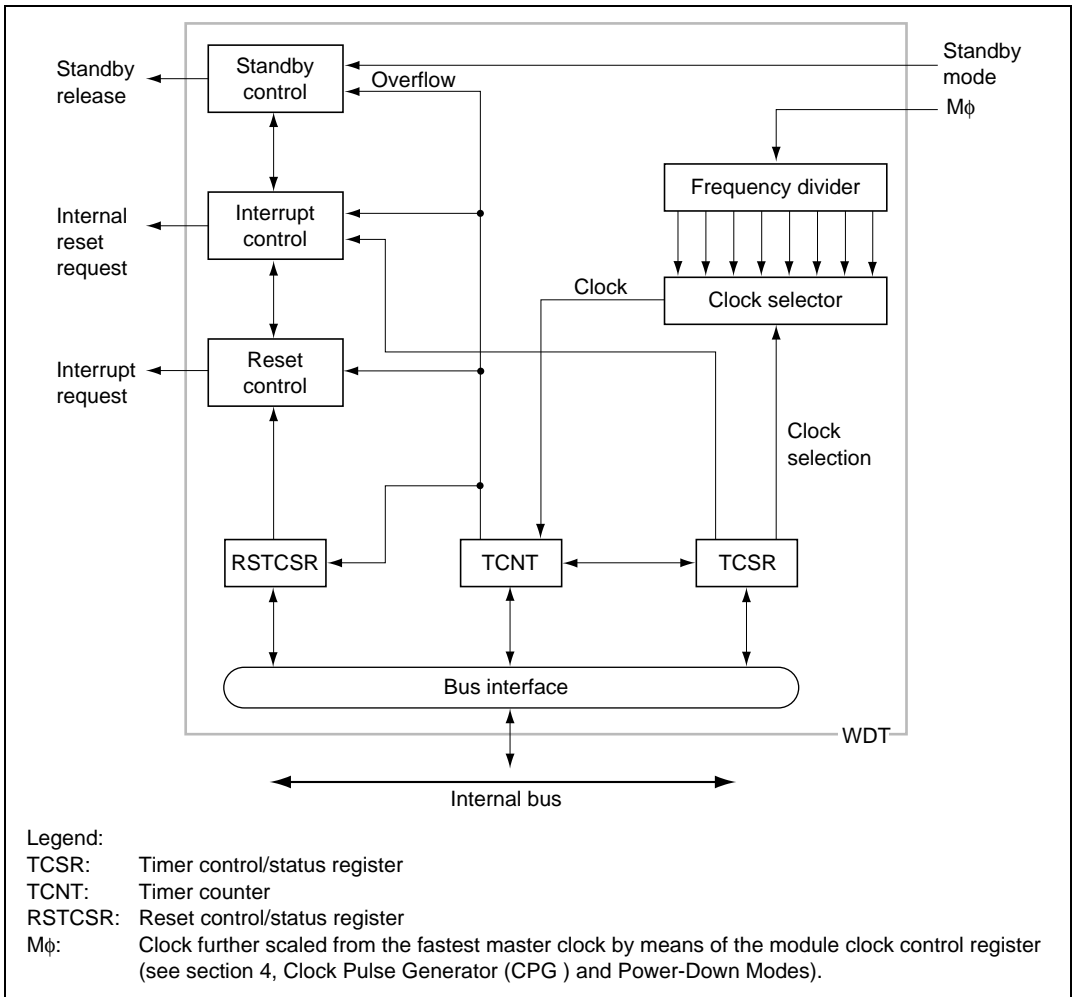 Standby
release
Standby
control
Overflow
Standby
mode
Mϕ
Frequency divider
Internal
reset
request
Interrupt
control
Clock
Clock selector
Interrupt
request
Reset
control
Clock
selection
RSTCSR
TCNT
TCSR
Bus interface
WDT
Internal bus
Legend:
TCSR: Timer control/status register
TCNT: Timer counter
RSTCSR: Reset control/status register
Mϕ: Clock further scaled from the fastest master clock by means of the module clock control register
(see section 4, Clock Pulse Generator (CPG ) and Power-Down Modes).